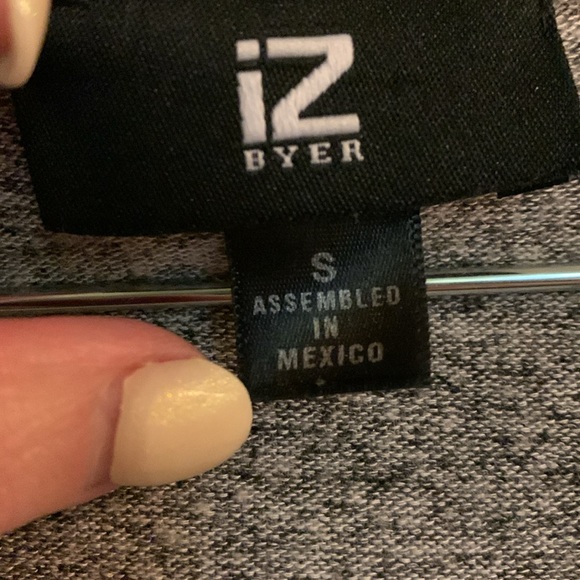 iZ
BYER
S
ASSEMBLED
IN
MEXICO